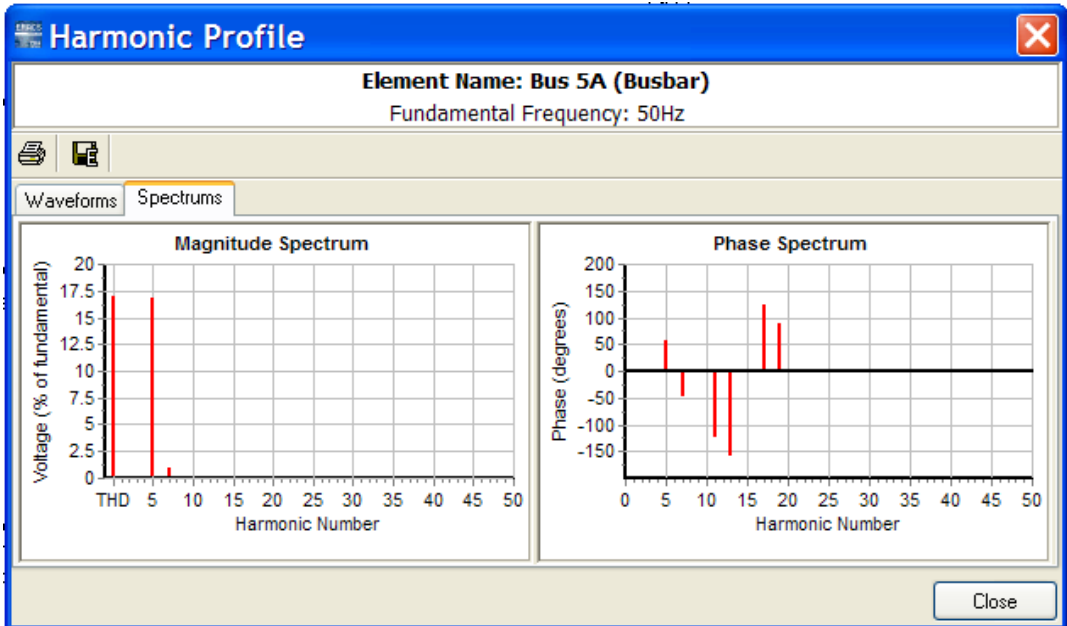 Harmonic Profile
Element Name: Bus 5A (Busbar)
Fundamental Frequency: 50Hz
Waveforms
Spectrums
Magnitude Spectrum
Voltage (% of fundamental)
20
17.5
15
12.5
10
7.5
5
2.5
0
THD 5 10 15 20 25 30 35 40 45 50
Harmonic Number
Phase Spectrum
Phase (degrees)
200
150
100
50
0
-50
-100
-150
0 5 10 15 20 25 30 35 40 45 50
Harmonic Number
Close